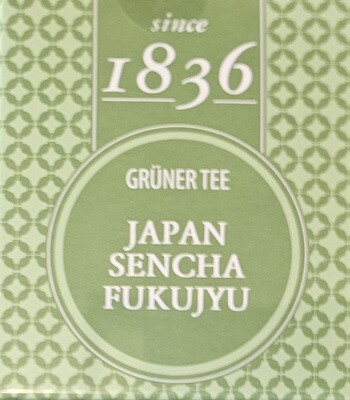 since
1836
GRÜNER TEE
JAPAN
SENCHA
FUKUJYU